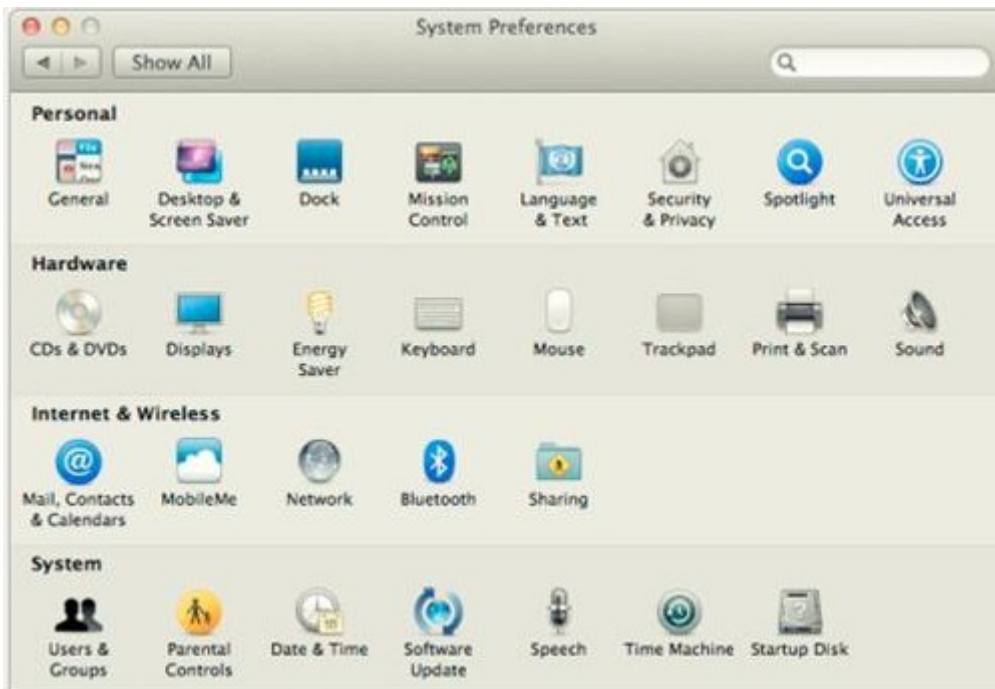 System Preferences
Show All
Personal
General
Desktop &
Screen Saver
Dock
Mission
Control
Language
& Text
Security
& Privacy
Spotlight
Universal
Access
Hardware
CDs & DVDs
Displays
Energy
Saver
Keyboard
Mouse
Trackpad
Print & Scan
Sound
Internet & Wireless
Mail, Contacts
& Calendars
MobileMe
Network
Bluetooth
Sharing
System
Users &
Groups
Parental
Controls
Date & Time
Software
Update
Speech
Time Machine
Startup Disk